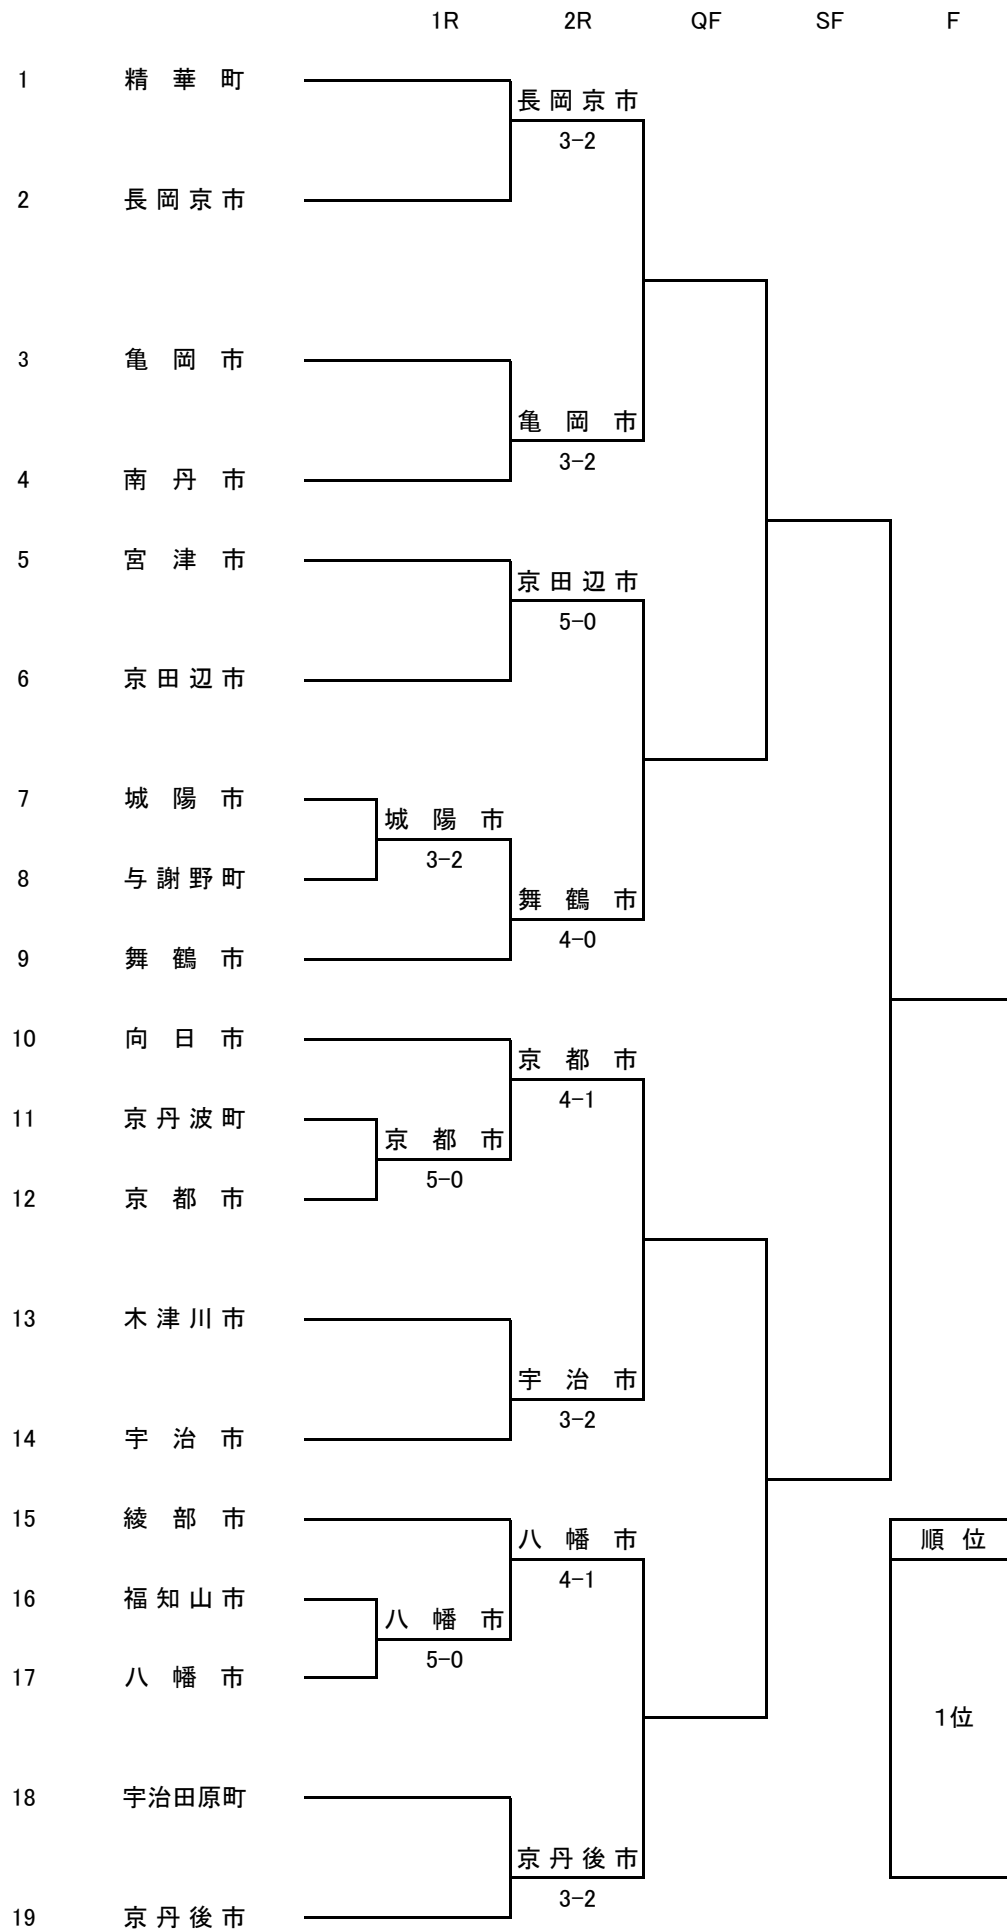 1R 2R QF SF F
1 精華町
長岡京市
3-2
2 長岡京市
3 亀岡市
亀岡市
3-2
4 南丹市
5 宮津市
京田辺市
5-0
6 京田辺市
7 城陽市
城陽市
3-2
8 与謝野町
舞鶴市
4-0
9 舞鶴市
10 向日市
京都市
4-1
11 京丹波町
京都市
5-0
12 京都市
13 木津川市
宇治市
3-2
14 宇治市
15 綾部市
八幡市 順位
4-1
16 福知山市
八幡市
5-0
17 八幡市
1位
18 宇治田原町
京丹後市
3-2
19 京丹後市